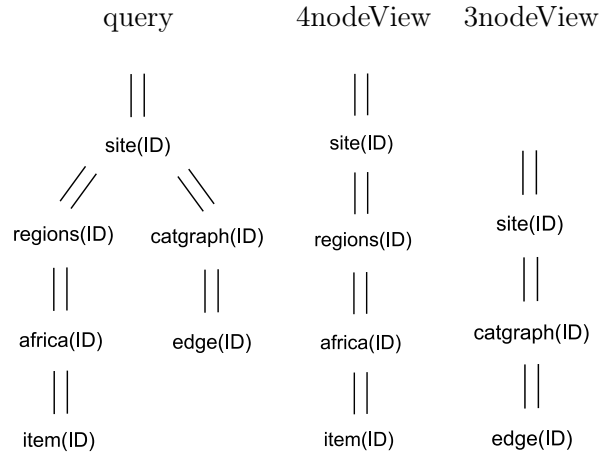 query 4nodeView 3nodeView
site(ID) site(ID)
site(ID)
regions(ID) catgraph(ID) regions(ID)
catgraph(ID)
africa(ID) edge(ID) africa(ID)
item(ID) item(ID) edge(ID)